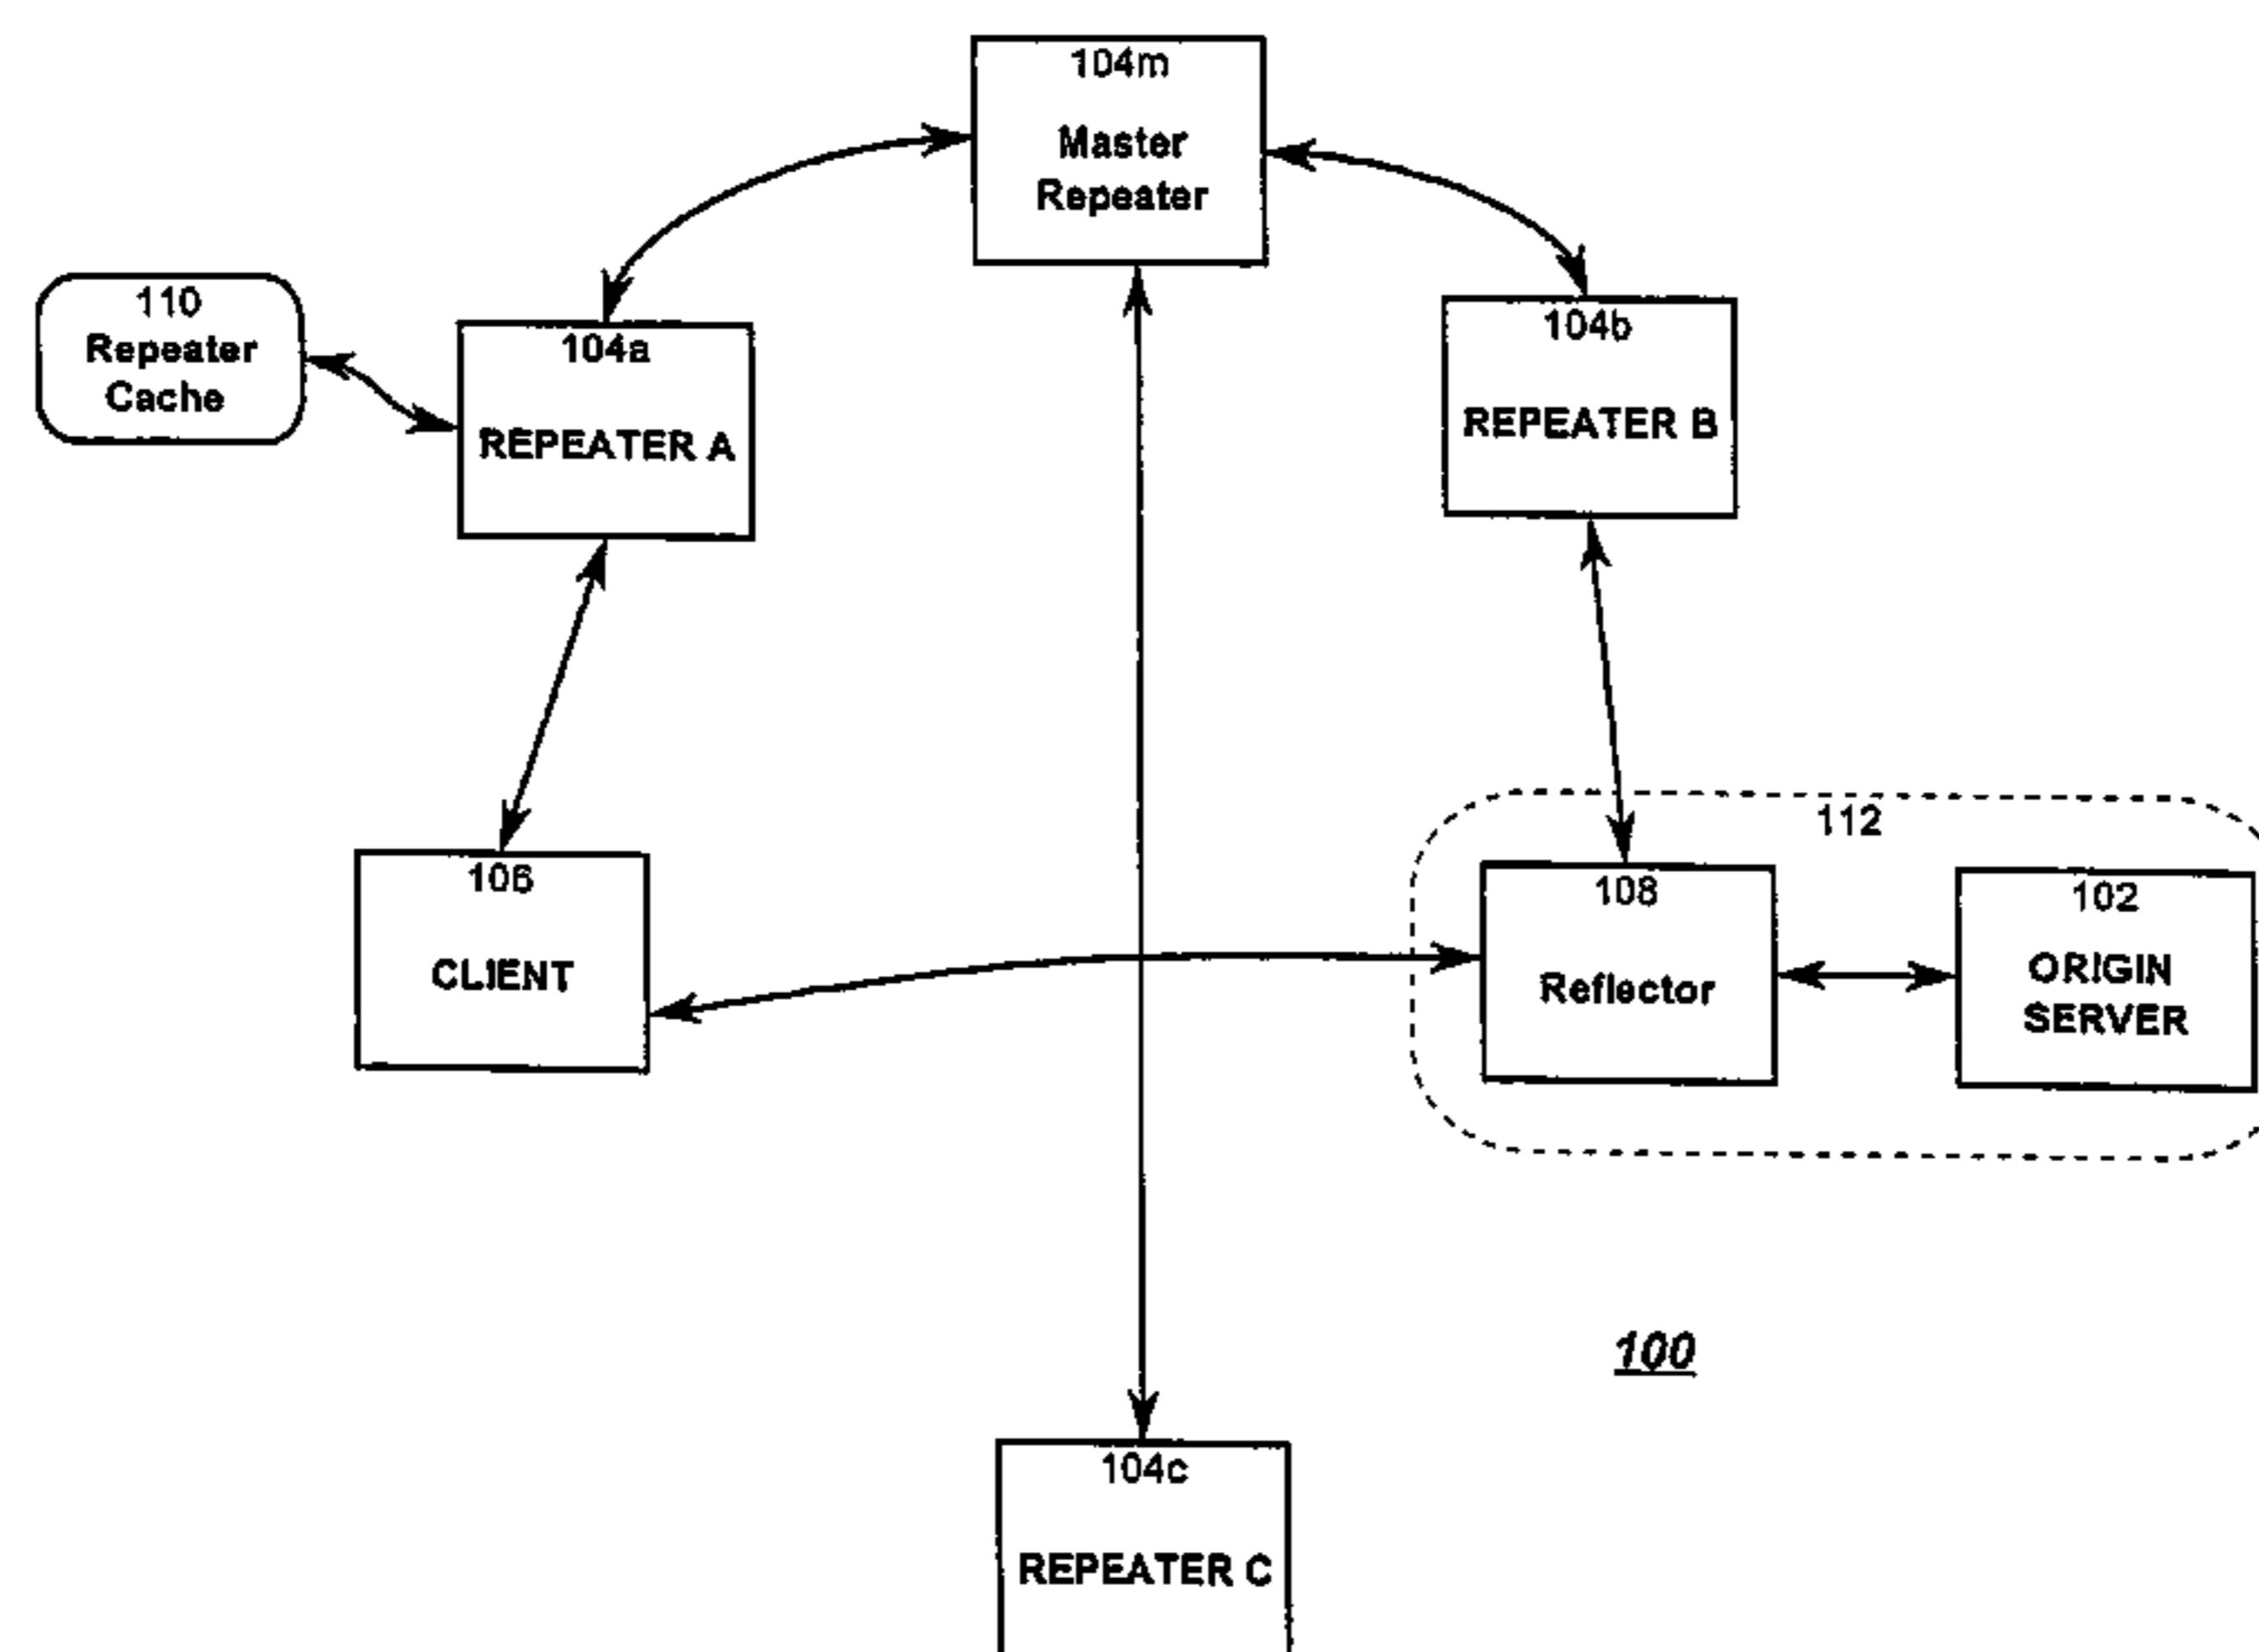 104m
Master
Repeater
110
Repeater
Cache
104a
REPEATER A
104b
REPEATER B
106
CLIENT
112
108
Reflector
102
ORIGIN
SERVER
100
104c
REPEATER C